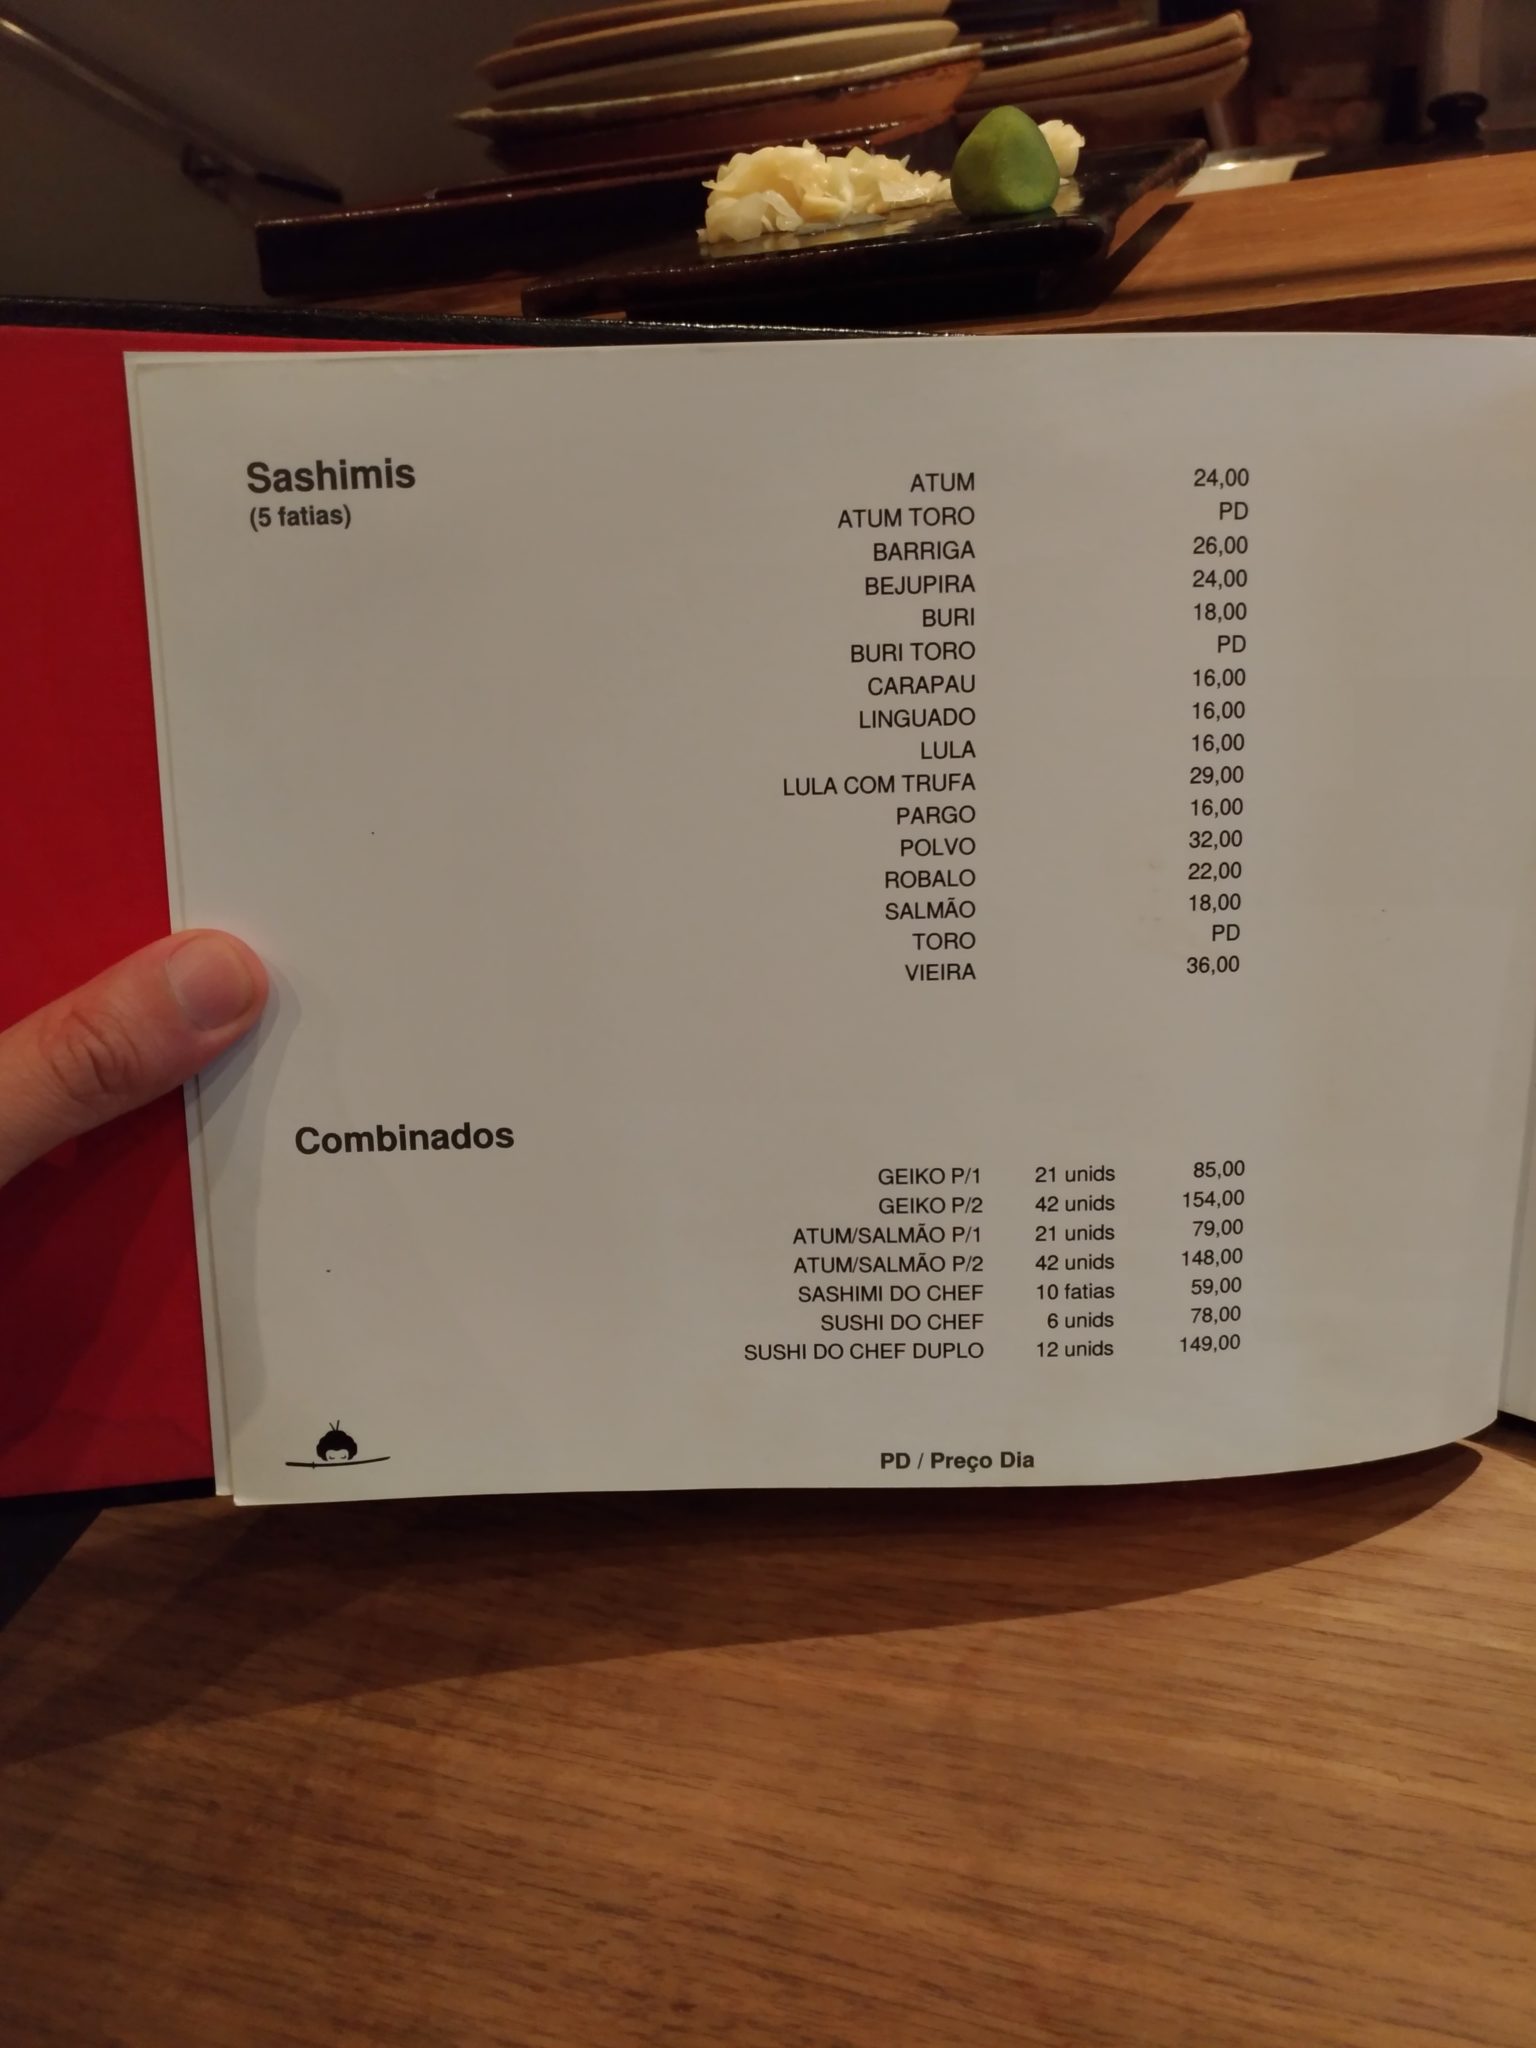 Sashimis
(5 fatias)
ATUM 24,00
ATUM TORO PD
BARRIGA 26,00
BEJUPIRA 24,00
BURI 18,00
BURI TORO PD
CARAPAU 16,00
LINGUADO 16,00
LULA 16,00
LULA COM TRUFA 29,00
PARGO 16,00
POLVO 32,00
ROBALO 22,00
SALMÃO 18,00
TORO PD
VIEIRA 36,00
Combinados
GEIKO P/1 21 unids 85,00
GEIKO P/2 42 unids 154,00
ATUM/SALMÃO P/1 21 unids 79,00
ATUM/SALMÃO P/2 42 unids 148,00
SASHIMI DO CHEF 10 fatias 59,00
SUSHI DO CHEF 6 unids 78,00
SUSHI DO CHEF DUPLO 12 unids 149,00
PD / Preço Dia